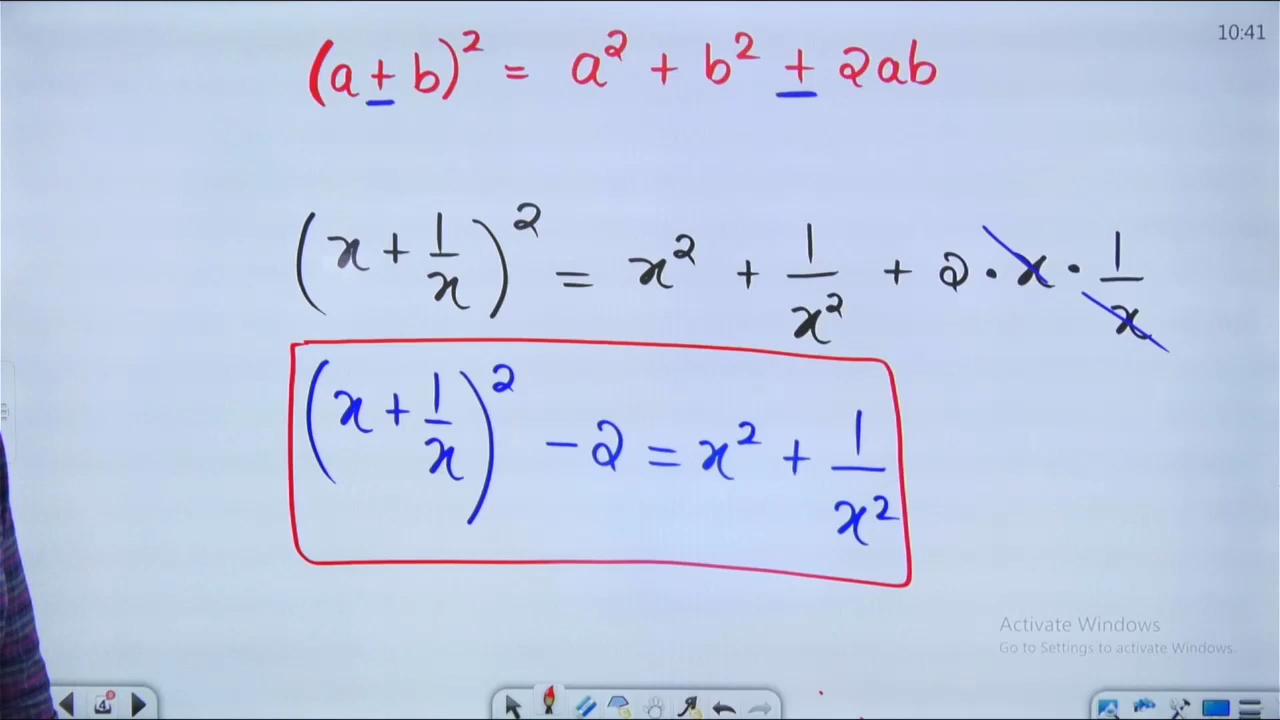 10:41
(a + b)² = a² + b² + 2ab
(x + 1/x)² = x² + 1/x² + 2 · x · 1/x
(x + 1/x)² - 2 = x² + 1/x²
Activate Windows
Go to Settings to activate Windows.
4